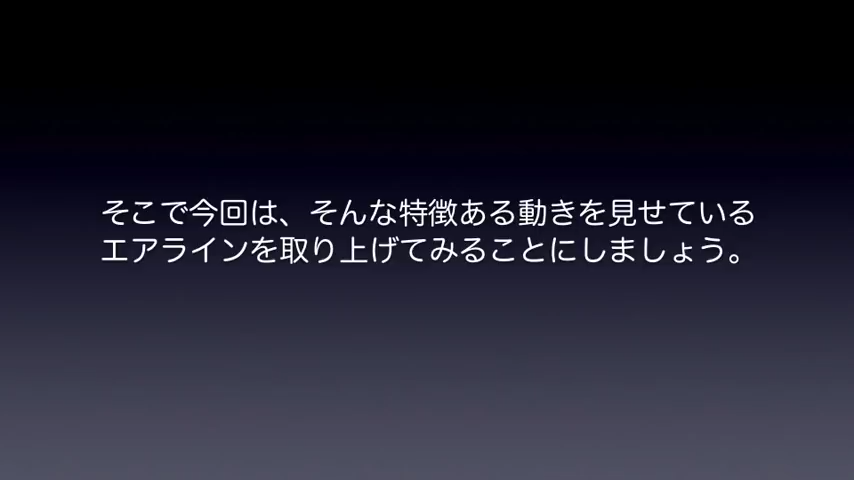 そこで今回は、そんな特徴ある動きを見せている
エアラインを取り上げてみることにしましょう。